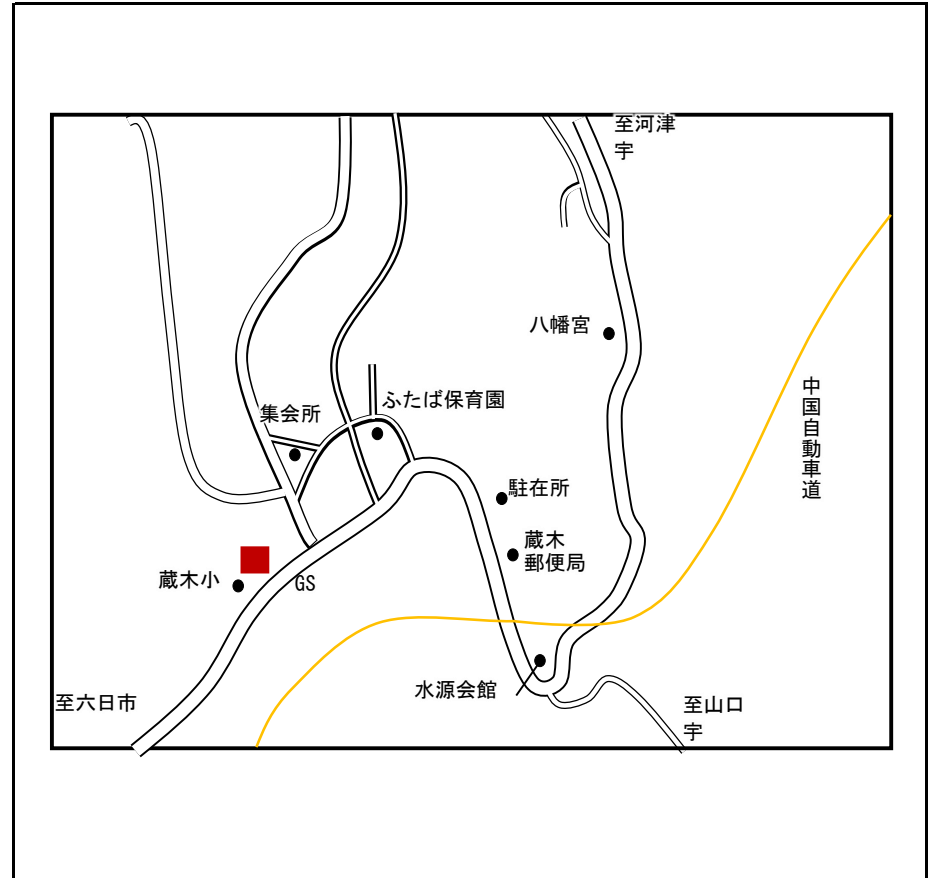 至河津
宇
八幡宮
中国自動車道
ふたば保育園
集会所
駐在所
蔵木
郵便局
蔵木小
GS
水源会館
至六日市
至山口
宇